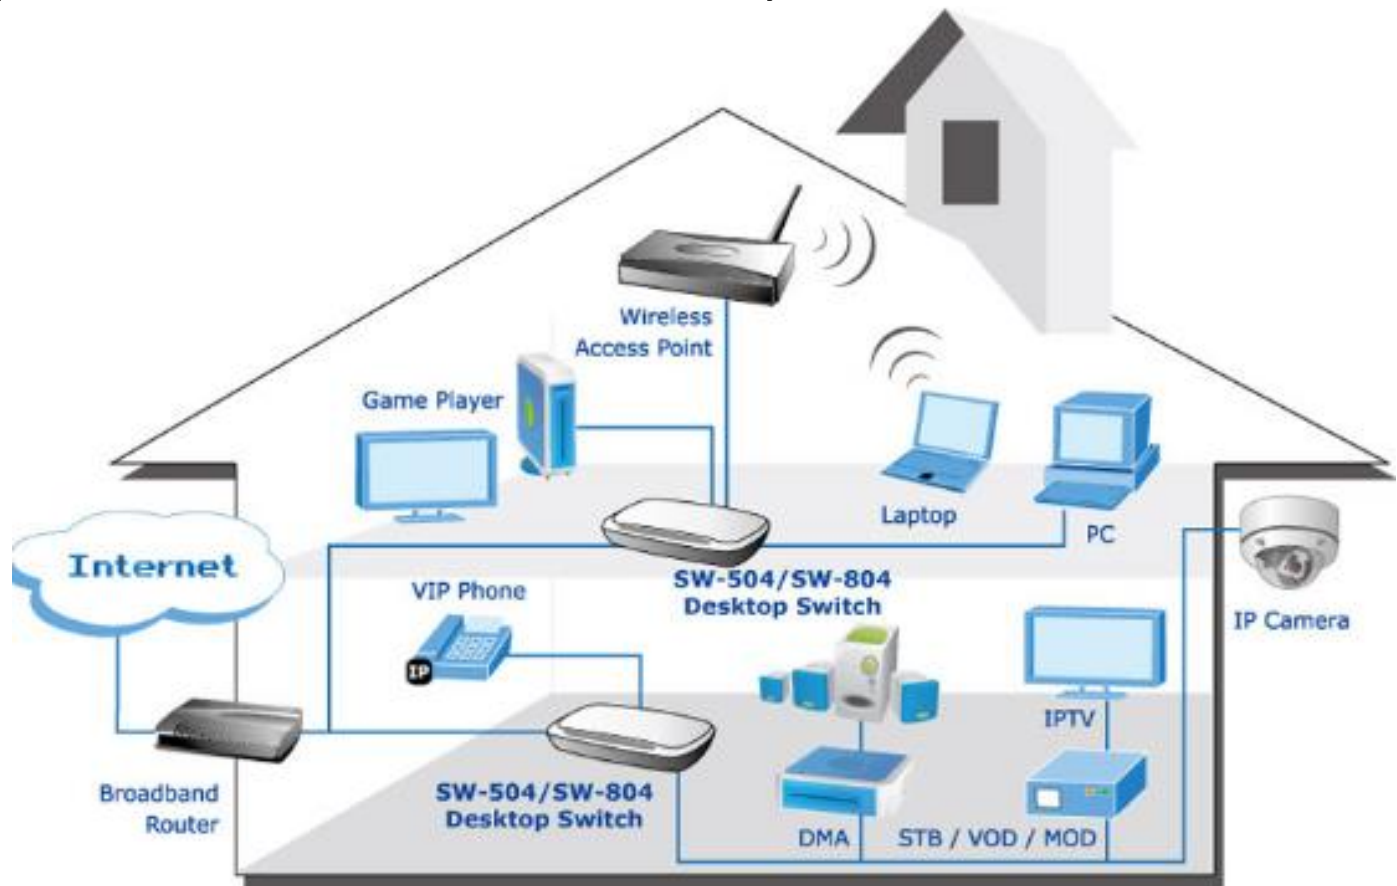 Wireless
Access Point
Game Player
Laptop
PC
Internet
SW-504/SW-804
Desktop Switch
VIP Phone
IP
IP Camera
IPTV
Broadband
Router
SW-504/SW-804
Desktop Switch
DMA
STB / VOD / MOD